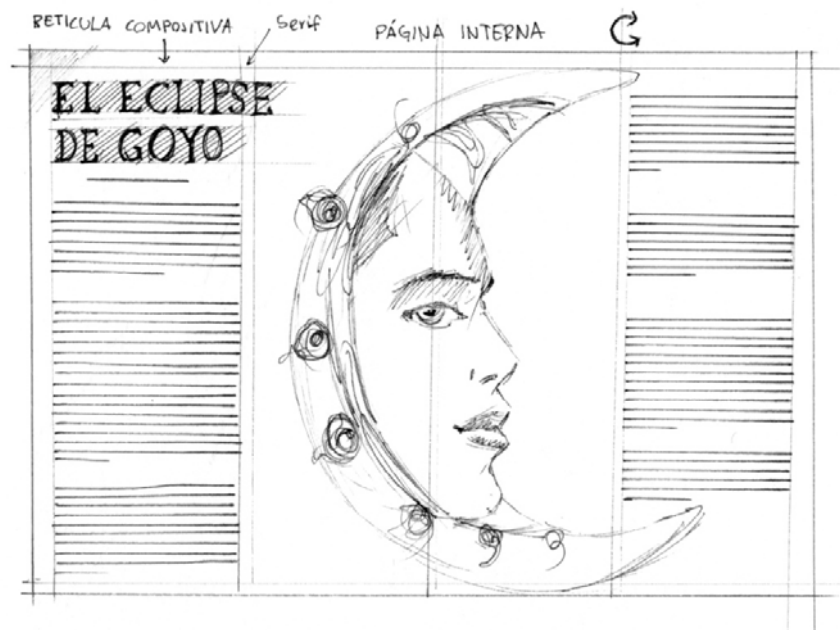 RETICULA COMPOSITIVA
Serif
PÁGINA INTERNA
EL ECLIPSE
DE GOYO